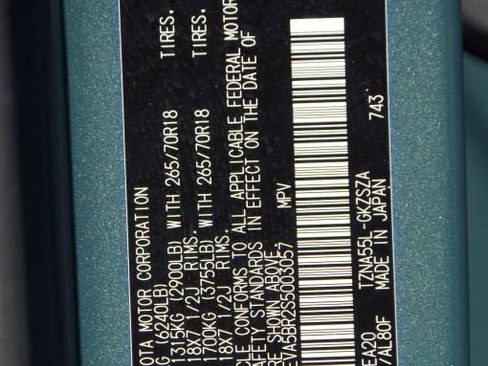 OTA MOTOR CORPORATION
KG (6240LB)
1315KG (2900LB) WITH 265/70R18 TIRES.
18X7 1/2J RIMS.
1700KG (3755LB) WITH 265/70R18 TIRES.
18X7 1/2J RIMS.
CLE CONFORMS TO ALL APPLICABLE FEDERAL MOTOR
AFETY STANDARDS IN EFFECT ON THE DATE OF
RE SHOWN ABOVE.
EVA5BR2S5003057 MPV
EA20 TZNA55L-GKZSZA
/AL80F MADE IN JAPAN 743